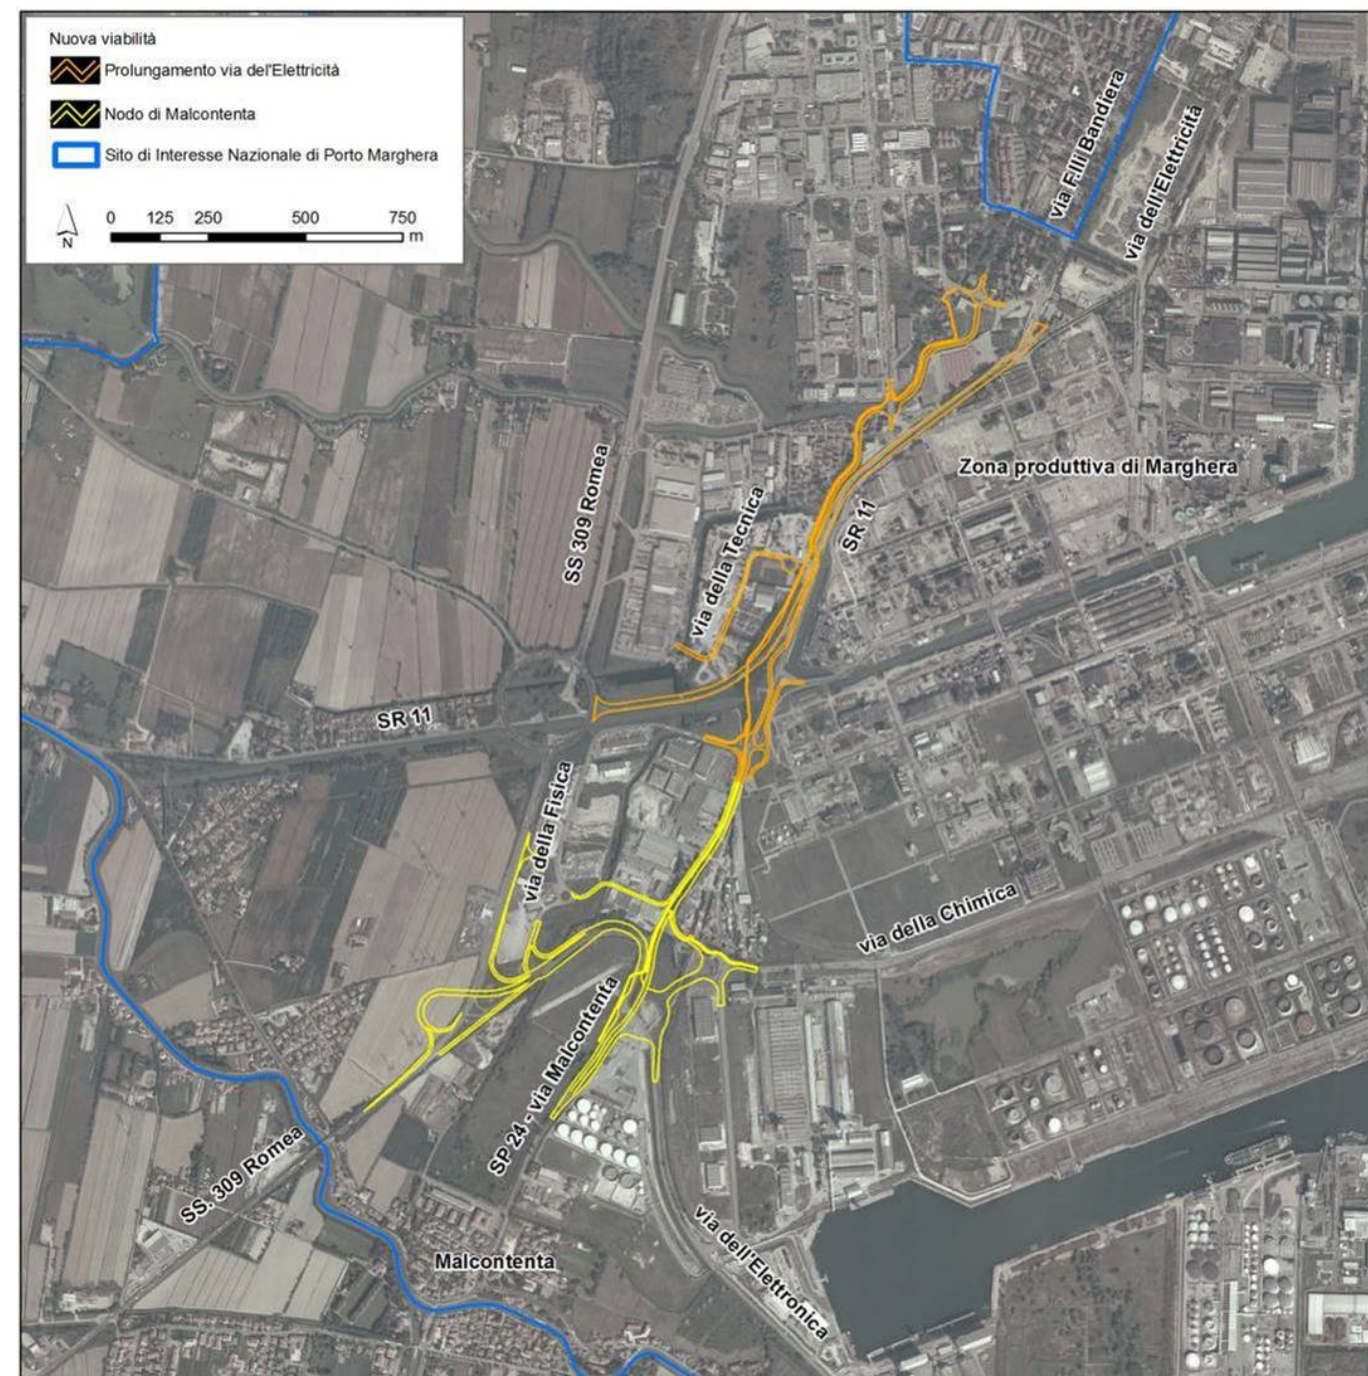 Nuova viabilità
Prolungamento via del'Elettricità
Nodo di Malcontenta
Sito di Interesse Nazionale di Porto Marghera
0 125 250 500 750
m
N
via F.lli Bandiera
via dell'Elettricità
Zona produttiva di Marghera
SS 309 Romea
via della Tecnica
SR 11
SR 11
via della Fisica
via della Chimica
SP 24 - via Malcontenta
SS. 309 Romea
via dell'Elettronica
Malcontenta